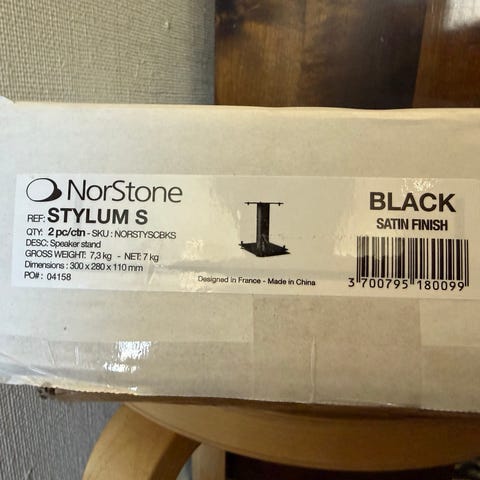 NorStone
REF: STYLUM S
QTY: 2 pc/ctn - SKU : NORSTYSCBKS
DESC: Speaker stand
GROSS WEIGHT: 7,3 kg - NET: 7 kg
Dimensions : 300 x 280 x 110 mm
PO# : 04158
Designed in France - Made in China
BLACK
SATIN FINISH
3 700795 180099